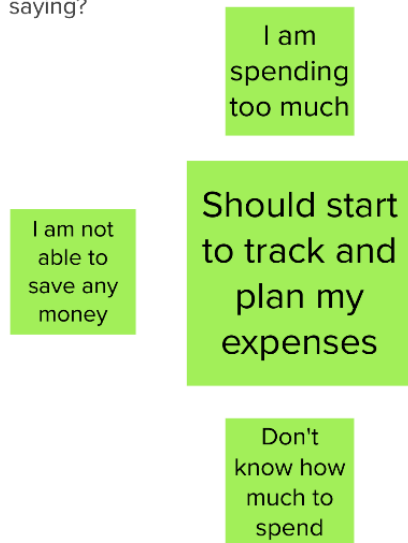 saying?
I am
spending
too much
Should start
to track and
plan my
expenses
I am not
able to
save any
money
Don't
know how
much to
spend